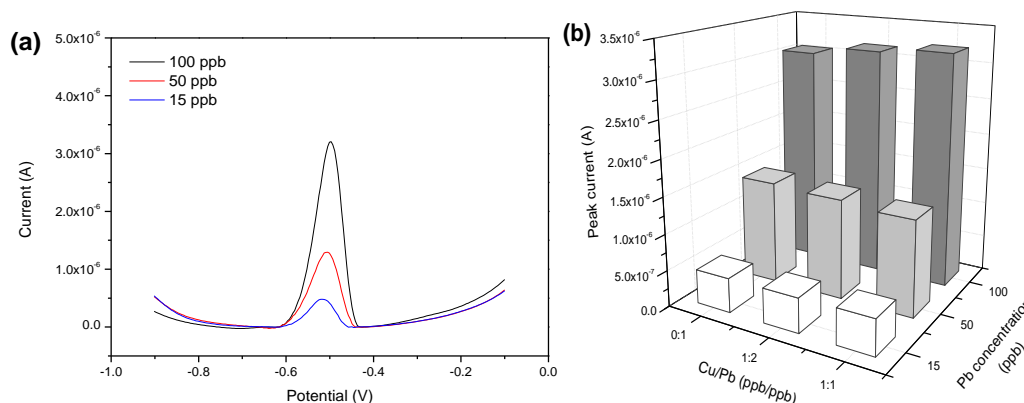 (a)
5.0x10⁻⁶
4.0x10⁻⁶
3.0x10⁻⁶
2.0x10⁻⁶
1.0x10⁻⁶
0.0
Current (A)
100 ppb
50 ppb
15 ppb
-1.0
-0.8
-0.6
-0.4
-0.2
0.0
Potential (V)
(b)
3.5x10⁻⁶
3.0x10⁻⁶
2.5x10⁻⁶
2.0x10⁻⁶
1.5x10⁻⁶
1.0x10⁻⁶
5.0x10⁻⁷
0.0
Peak current (A)
0:1
1:2
1:1
Cu/Pb (ppb/ppb)
15
50
100
Pb concentration
(ppb)